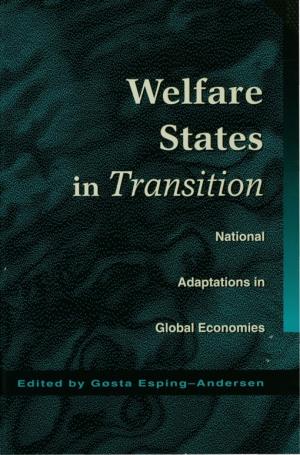 Welfare
States
in Transition
National
Adaptations in
Global Economies
Edited by Gøsta Esping–Andersen